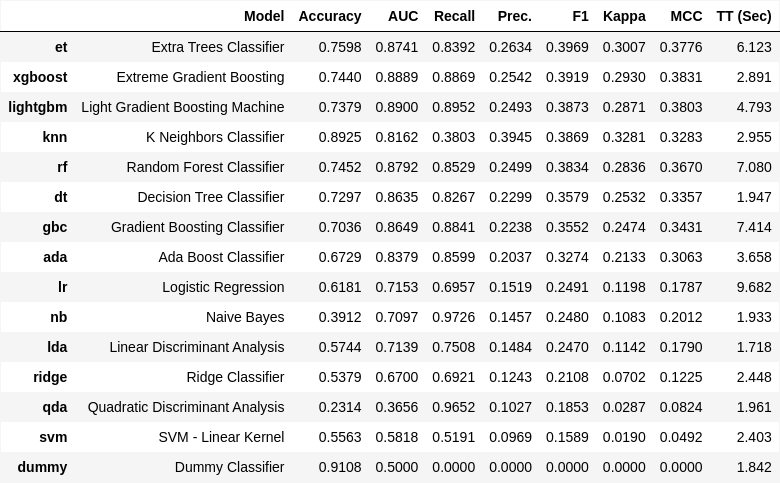 Model Accuracy AUC Recall Prec. F1 Kappa MCC TT (Sec)
et Extra Trees Classifier 0.7598 0.8741 0.8392 0.2634 0.3969 0.3007 0.3776 6.123
xgboost Extreme Gradient Boosting 0.7440 0.8889 0.8869 0.2542 0.3919 0.2930 0.3831 2.891
lightgbm Light Gradient Boosting Machine 0.7379 0.8900 0.8952 0.2493 0.3873 0.2871 0.3803 4.793
knn K Neighbors Classifier 0.8925 0.8162 0.3803 0.3945 0.3869 0.3281 0.3283 2.955
rf Random Forest Classifier 0.7452 0.8792 0.8529 0.2499 0.3834 0.2836 0.3670 7.080
dt Decision Tree Classifier 0.7297 0.8635 0.8267 0.2299 0.3579 0.2532 0.3357 1.947
gbc Gradient Boosting Classifier 0.7036 0.8649 0.8841 0.2238 0.3552 0.2474 0.3431 7.414
ada Ada Boost Classifier 0.6729 0.8379 0.8599 0.2037 0.3274 0.2133 0.3063 3.658
lr Logistic Regression 0.6181 0.7153 0.6957 0.1519 0.2491 0.1198 0.1787 9.682
nb Naive Bayes 0.3912 0.7097 0.9726 0.1457 0.2480 0.1083 0.2012 1.933
lda Linear Discriminant Analysis 0.5744 0.7139 0.7508 0.1484 0.2470 0.1142 0.1790 1.718
ridge Ridge Classifier 0.5379 0.6700 0.6921 0.1243 0.2108 0.0702 0.1225 2.448
qda Quadratic Discriminant Analysis 0.2314 0.3656 0.9652 0.1027 0.1853 0.0287 0.0824 1.961
svm SVM - Linear Kernel 0.5563 0.5818 0.5191 0.0969 0.1589 0.0190 0.0492 2.403
dummy Dummy Classifier 0.9108 0.5000 0.0000 0.0000 0.0000 0.0000 0.0000 1.842